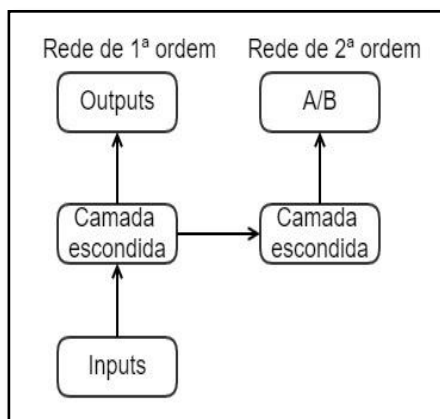 Rede de 1ª ordem
Rede de 2ª ordem
Outputs
A/B
Camada
escondida
Camada
escondida
Inputs